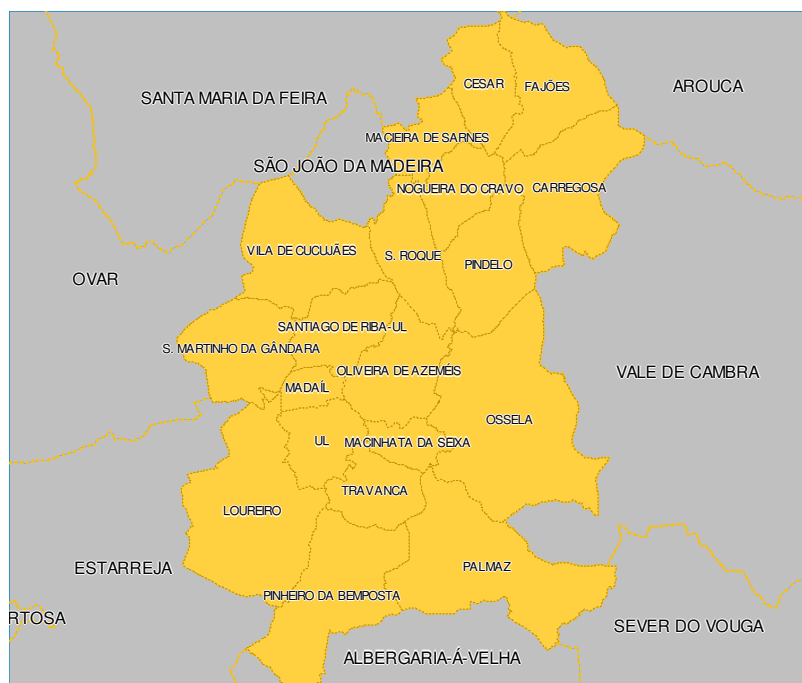 CESAR
FAJÕES
AROUCA
SANTA MARIA DA FEIRA
MACIEIRA DE SARNES
SÃO JOÃO DA MADEIRA
NOGUEIRA DO CRAVO
CARREGOSA
VILA DE CUCUJÃES
S. ROQUE
PINDELO
OVAR
SANTIAGO DE RIBA-UL
S. MARTINHO DA GÂNDARA
OLIVEIRA DE AZEMÉIS
VALE DE CAMBRA
MADAÍL
OSSELA
UL
MACINHATA DA SEIXA
TRAVANCA
LOUREIRO
ESTARREJA
PALMAZ
PINHEIRO DA BEMPOSTA
RTOSA
SEVER DO VOUGA
ALBERGARIA-Á-VELHA